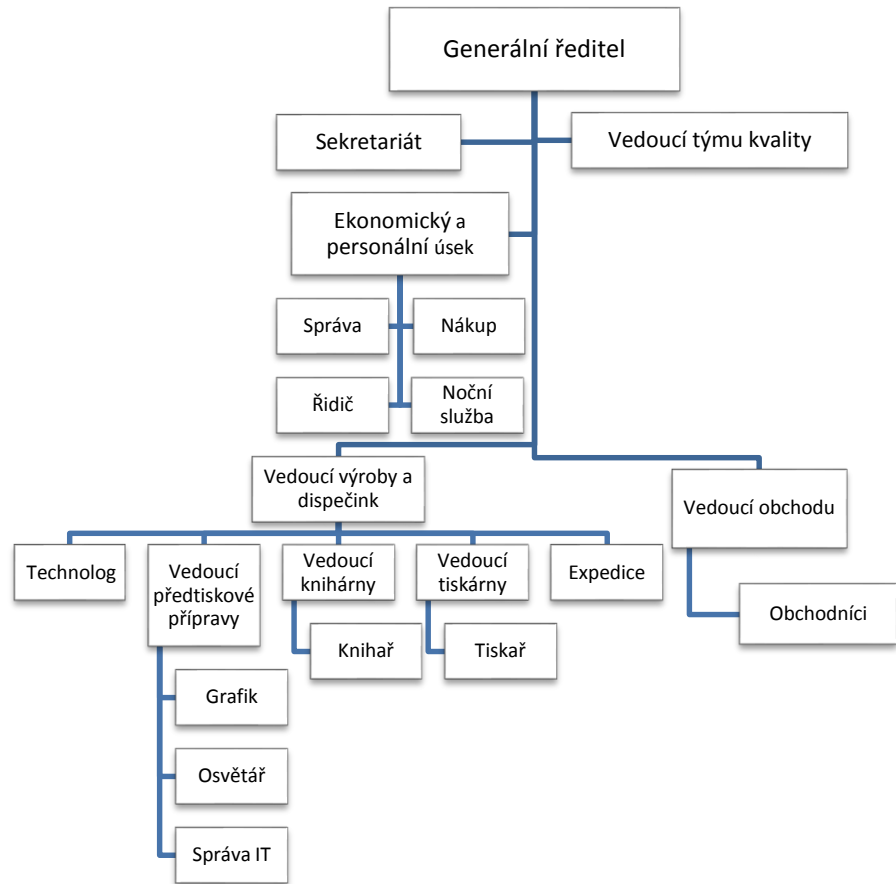 Generální ředitel
Sekretariát
Vedoucí týmu kvality
Ekonomický a
personální úsek
Správa
Nákup
Řidič
Noční
služba
Vedoucí výroby a
dispečink
Vedoucí obchodu
Technolog
Vedoucí
předtiskové
přípravy
Vedoucí
knihárny
Vedoucí
tiskárny
Expedice
Obchodníci
Knihař
Tiskař
Grafik
Osvětář
Správa IT